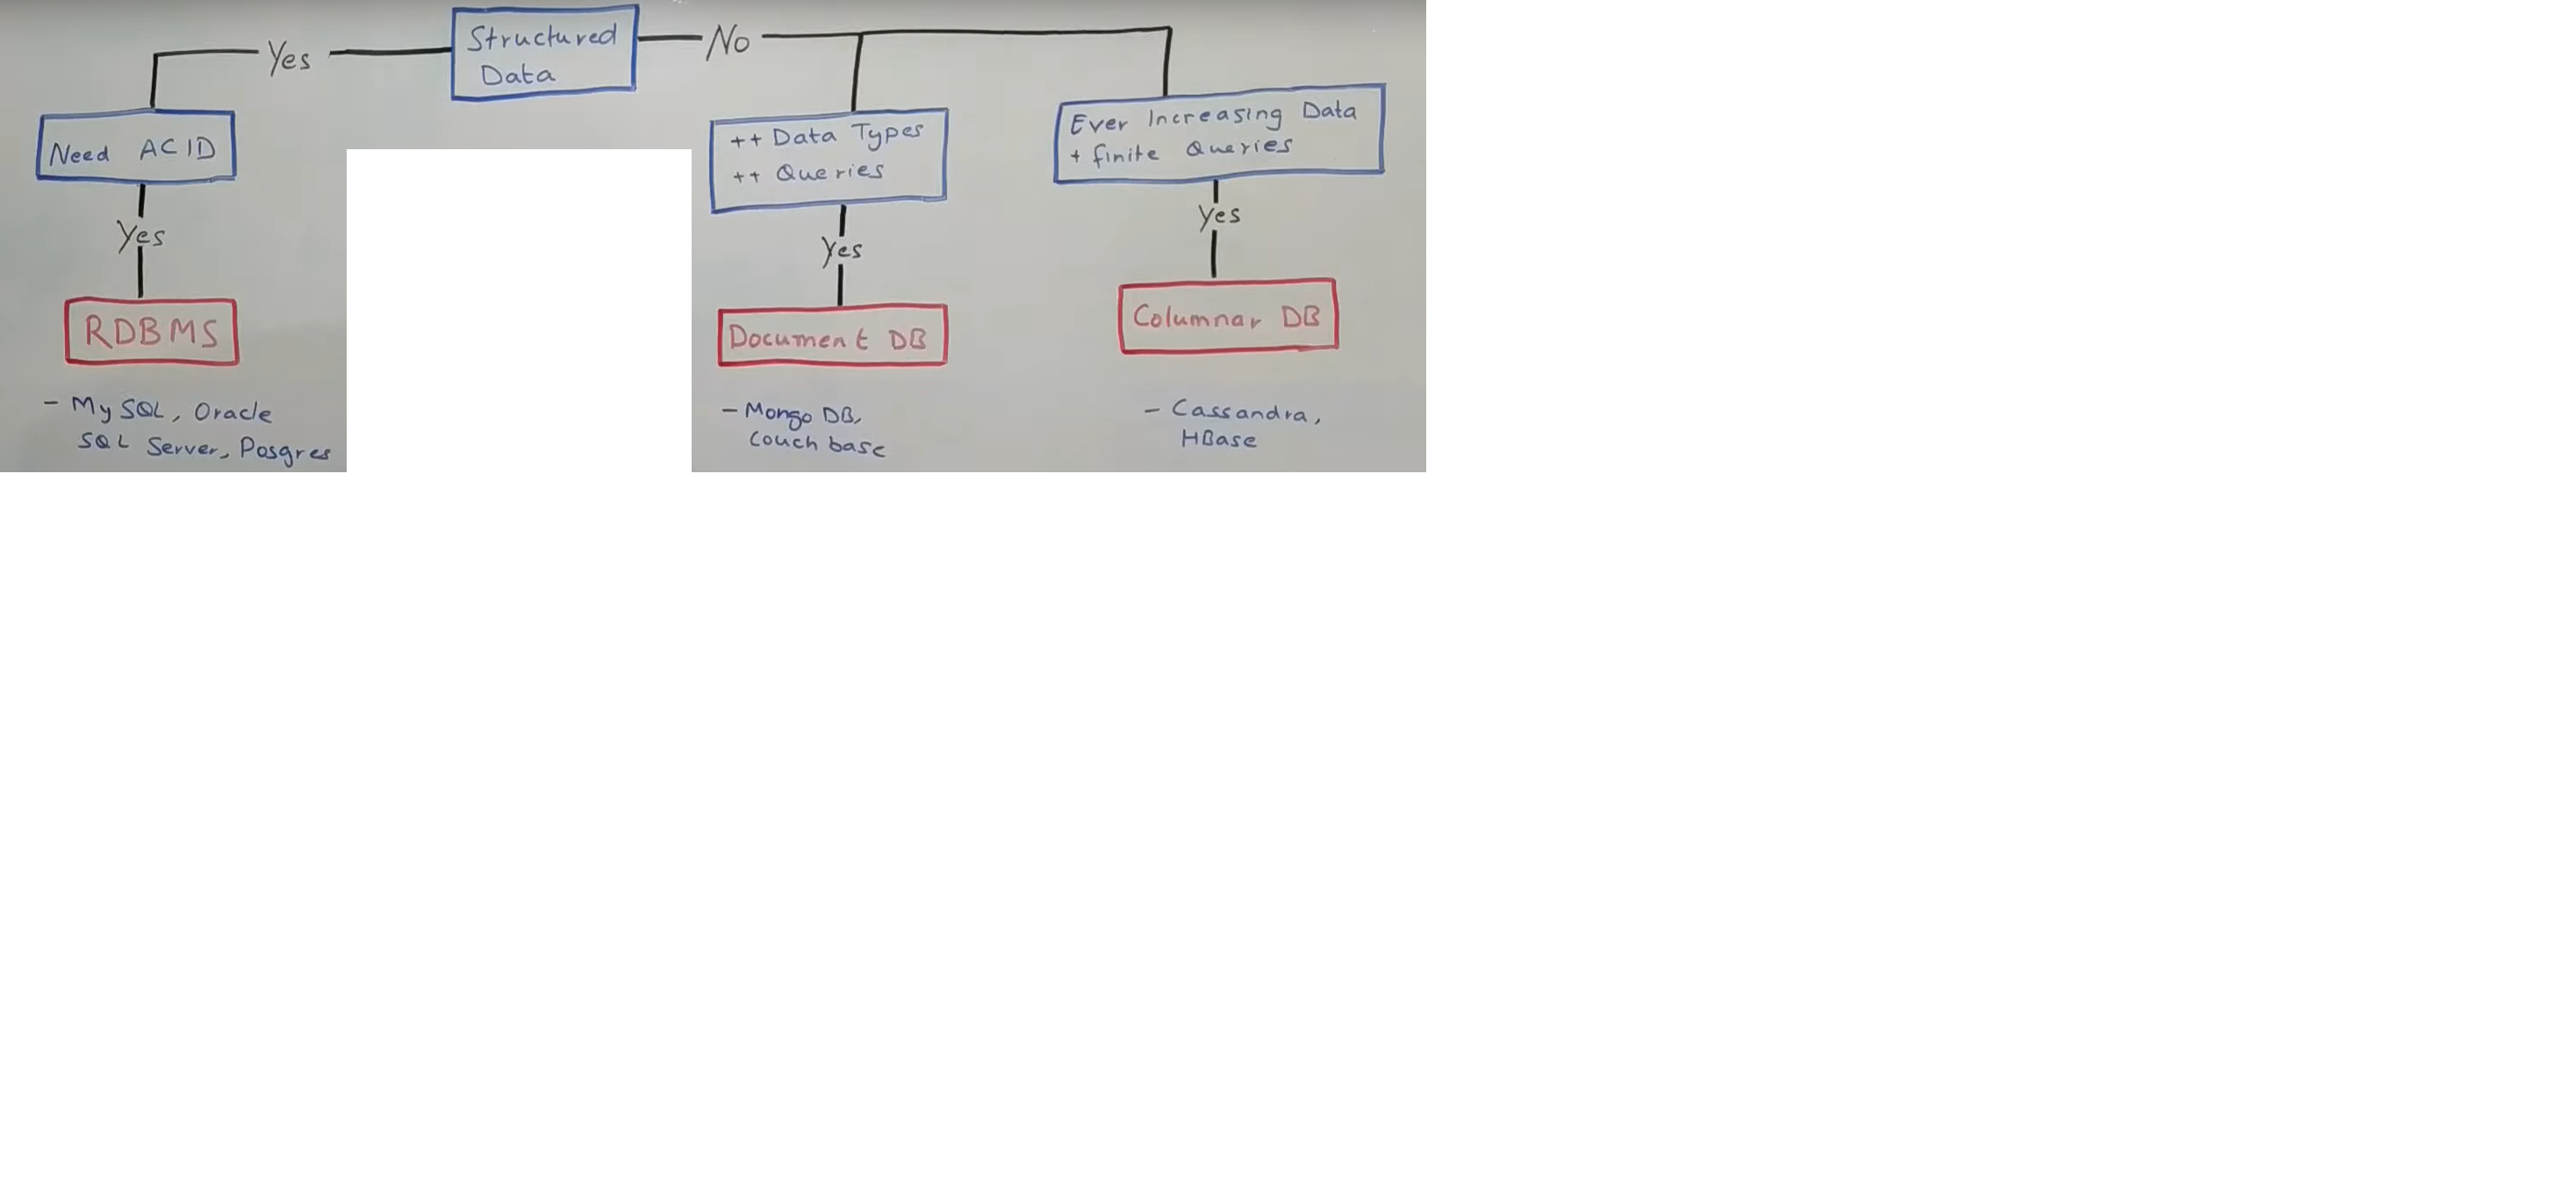 Structured
Data
Yes
No
Need ACID
++ Data Types
++ Queries
Ever Increasing Data
+ finite Queries
Yes
Yes
Yes
RDBMS
Document DB
Columnar DB
- My SQL, Oracle
SQL Server, Posgres
- Mongo DB,
Couch base
- Cassandra,
HBase